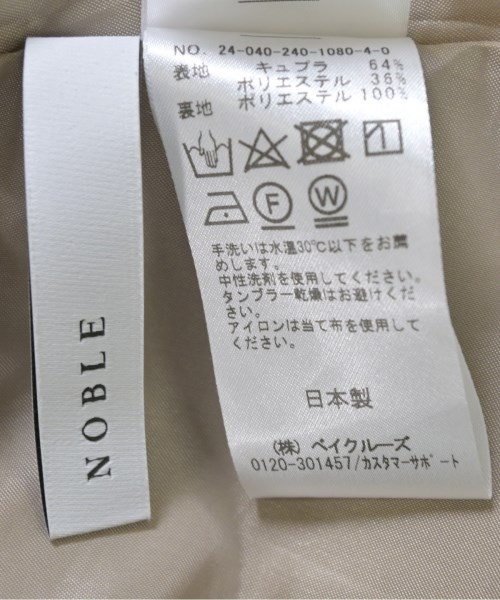 NOBLE
NO. 24-040-240-1080-4-0
表地 キュプラ 64%
ポリエステル 36%
裏地 ポリエステル 100%
F
W
手洗いは水温30℃以下をお薦
めします。
中性洗剤を使用してください。
タンブラー乾燥はお避けくだ
さい。
アイロンは当て布を使用して
ください。
日本製
(株) ベイクルーズ
0120-301457/カスタマーサポート